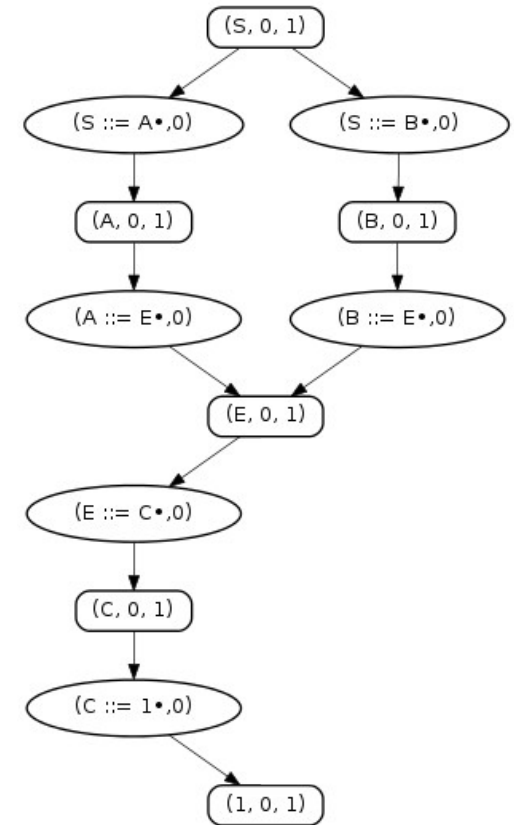 (S, 0, 1)
(S ::= A•,0) (S ::= B•,0)
(A, 0, 1) (B, 0, 1)
(A ::= E•,0) (B ::= E•,0)
(E, 0, 1)
(E ::= C•,0)
(C, 0, 1)
(C ::= 1•,0)
(1, 0, 1)